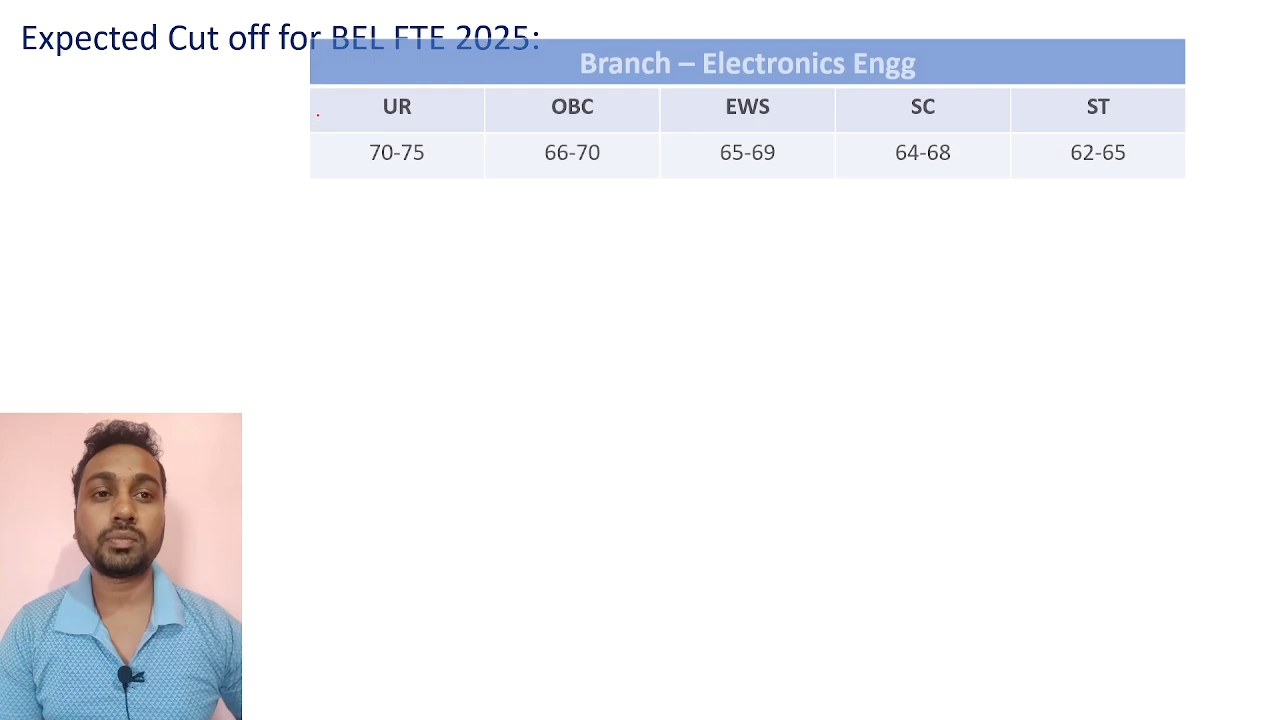 Expected Cut off for BEL FTE 2025:
Branch – Electronics Engg
UR OBC EWS SC ST
70-75 66-70 65-69 64-68 62-65